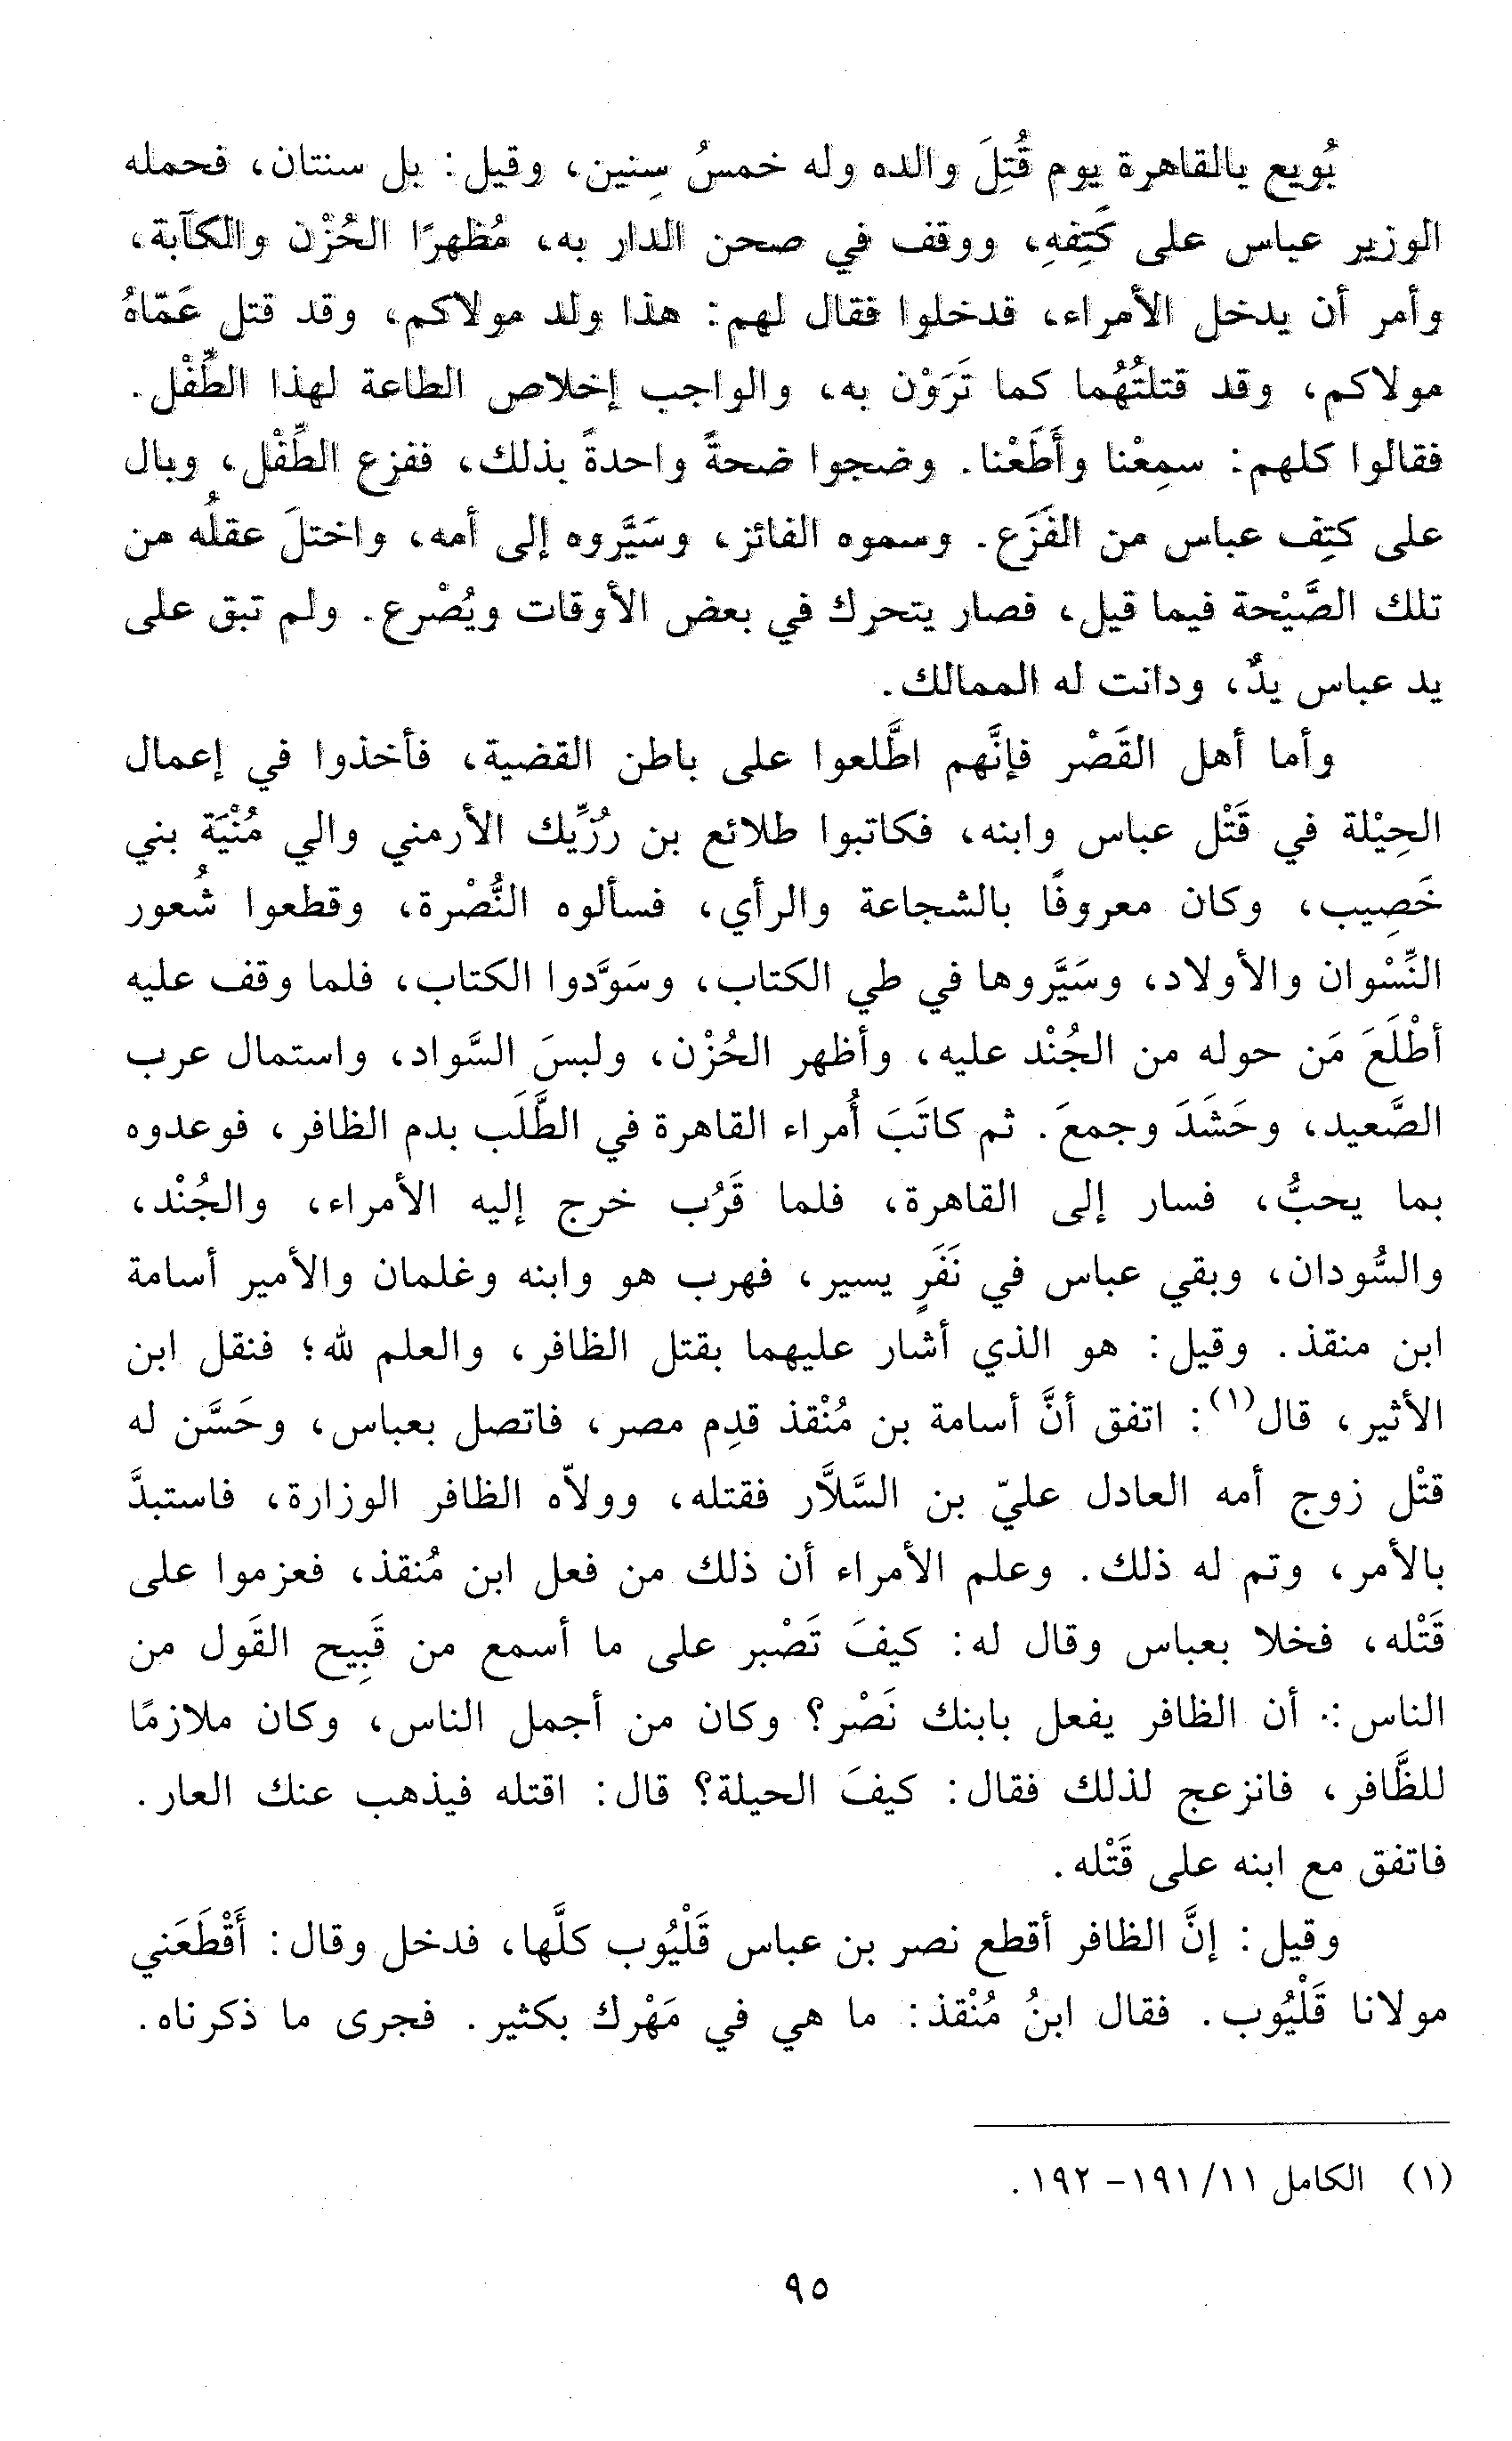 بُويع بالقاهرة يوم قُتِلَ والده وله خمسُ سِنين، وقيل: بل سنتان، فحمله
الوزير عباس على كَتِفهِ، ووقف في صحن الدار به، مُظهرًا الحُزْن والكآبة،
وأمر أن يدخل الأمراء، فدخلوا فقال لهم: هذا ولد مولاكم، وقد قتل عَمّاهُ
مولاكم، وقد قتلتُهُما كما تَرَوْن به، والواجب إخلاص الطاعة لهذا الطِّفْل.
فقالوا كلهم: سمِعْنا وأَطَعْنا. وضجوا ضجةً واحدةً بذلك، ففزع الطِّفْل، وبال
على كتِف عباس من الفَزَع. وسموه الفائز، وسَيَّروه إلى أمه، واختلَ عقلُه من
تلك الصَّيْحة فيما قيل، فصار يتحرك في بعض الأوقات ويُصْرع. ولم تبق على
يد عباس يدٌ، ودانت له الممالك.
وأما أهل القَصْر فإنَّهم اطَّلعوا على باطن القضية، فأخذوا في إعمال
الحِيْلة في قَتْل عباس وابنه، فكاتبوا طلائع بن رُزِّيك الأرمني والي مُنْيَة بني
خَصِيب، وكان معروفًا بالشجاعة والرأي، فسألوه النُّصْرة، وقطعوا شُعور
النِّسْوان والأولاد، وسَيَّروها في طي الكتاب، وسَوَّدوا الكتاب، فلما وقف عليه
أطْلَعَ مَن حوله من الجُنْد عليه، وأظهر الحُزْن، ولبسَ السَّواد، واستمال عرب
الصَّعيد، وحَشَدَ وجمعَ. ثم كاتَبَ أُمراء القاهرة في الطَّلَب بدم الظافر، فوعدوه
بما يحبُّ، فسار إلى القاهرة، فلما قَرُب خرج إليه الأمراء، والجُنْد،
والسُّودان، وبقي عباس في نَفَرٍ يسير، فهرب هو وابنه وغلمان والأمير أسامة
ابن منقذ. وقيل: هو الذي أشار عليهما بقتل الظافر، والعلم لله؛ فنقل ابن
الأثير، قال(١): اتفق أنَّ أسامة بن مُنْقذ قدِم مصر، فاتصل بعباس، وحَسَّن له
قتْل زوج أمه العادل عليّ بن السَّلَّار فقتله، وولاّه الظافر الوزارة، فاستبدَّ
بالأمر، وتم له ذلك. وعلم الأمراء أن ذلك من فعل ابن مُنقذ، فعزموا على
قَتْله، فخلا بعباس وقال له: كيفَ تَصْبر على ما أسمع من قَبِيح القَول من
الناس: أن الظافر يفعل بابنك نَصْر؟ وكان من أجمل الناس، وكان ملازمًا
للظَّافر، فانزعج لذلك فقال: كيفَ الحيلة؟ قال: اقتله فيذهب عنك العار.
فاتفق مع ابنه على قَتْله.
وقيل: إنَّ الظافر أقطع نصر بن عباس قَلْيُوب كلَّها، فدخل وقال: أَقْطَعَني
مولانا قَلْيُوب. فقال ابنُ مُنْقذ: ما هي في مَهْرك بكثير. فجرى ما ذكرناه.
(١) الكامل ١١/ ١٩١- ١٩٢.
٩٥